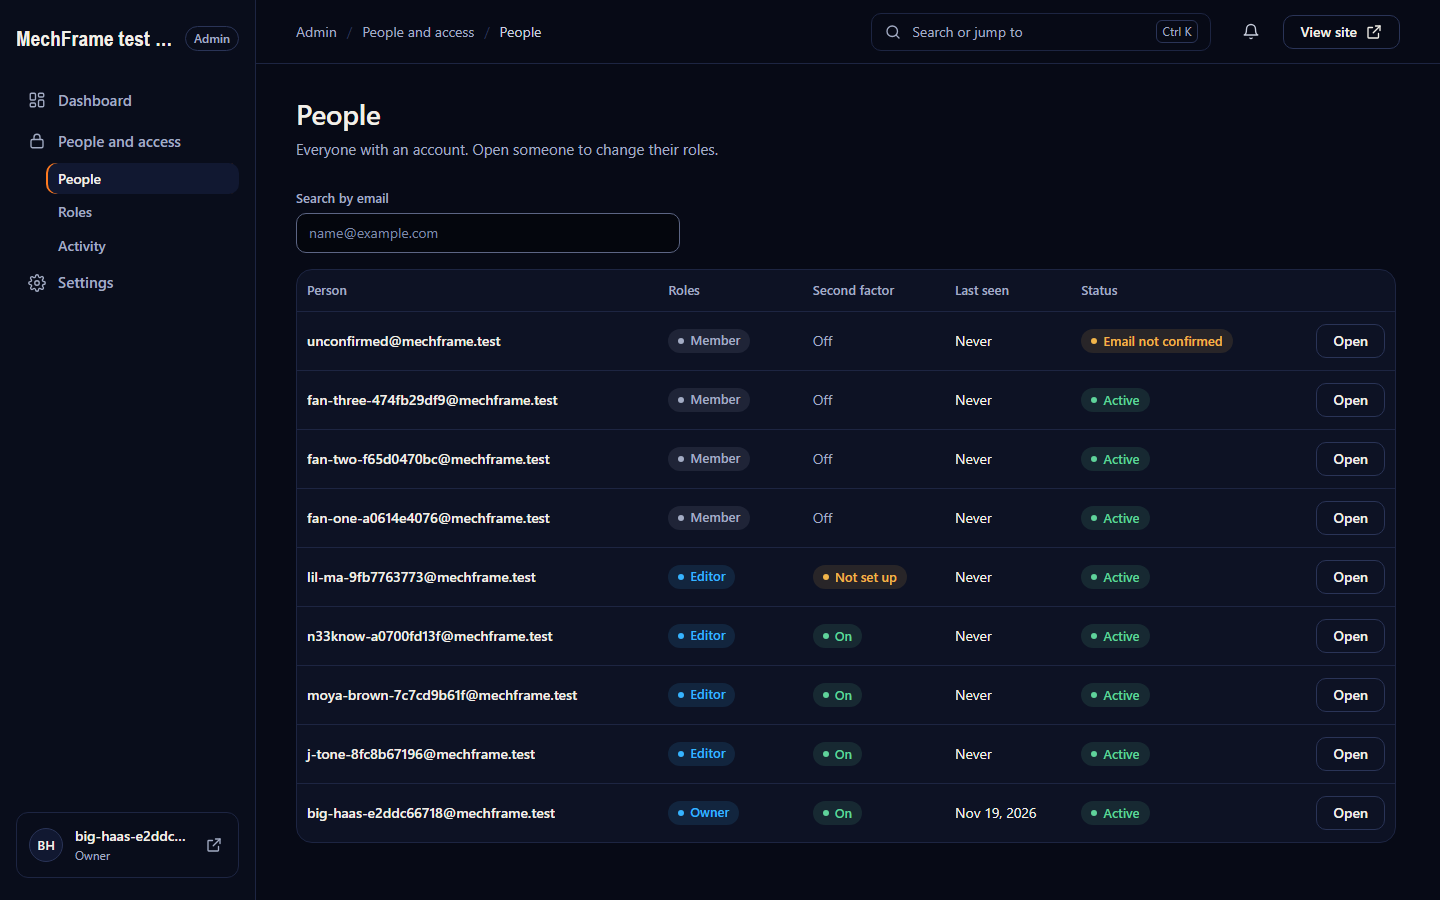 MechFrame test ...
Admin
Admin / People and access / People
Search or jump to
Ctrl K
View site
Dashboard
People and access
People
Roles
Activity
Settings
People
Everyone with an account. Open someone to change their roles.
Search by email
name@example.com
Person Roles Second factor Last seen Status
unconfirmed@mechframe.test Member Off Never Email not confirmed Open
fan-three-474fb29df9@mechframe.test Member Off Never Active Open
fan-two-f65d0470bc@mechframe.test Member Off Never Active Open
fan-one-a0614e4076@mechframe.test Member Off Never Active Open
lil-ma-9fb7763773@mechframe.test Editor Not set up Never Active Open
n33know-a0700fd13f@mechframe.test Editor On Never Active Open
moya-brown-7c7cd9b61f@mechframe.test Editor On Never Active Open
j-tone-8fc8b67196@mechframe.test Editor On Never Active Open
big-haas-e2ddc66718@mechframe.test Owner On Nov 19, 2026 Active Open
BH
big-haas-e2ddc...
Owner